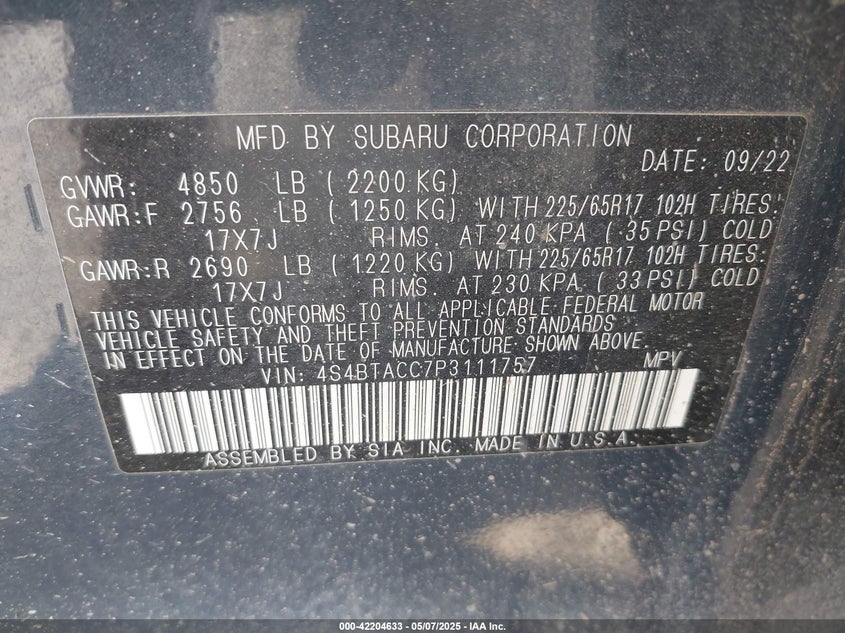 MFD BY SUBARU CORPORATION
DATE: 09/22
GVWR: 4850 LB ( 2200 KG)
GAWR:F 2756 LB ( 1250 KG) WITH 225/65R17 102H TIRES:
17X7J RIMS. AT 240 KPA ( 35 PSI) COLD
GAWR:R 2690 LB ( 1220 KG) WITH 225/65R17 102H TIRES:
17X7J RIMS. AT 230 KPA ( 33 PSI) COLD
THIS VEHICLE CONFORMS TO ALL APPLICABLE FEDERAL MOTOR
VEHICLE SAFETY AND THEFT PREVENTION STANDARDS
IN EFFECT ON THE DATE OF MANUFACTURE SHOWN ABOVE.
VIN: 4S4BTACC7P3111757 MPV
ASSEMBLED BY SIA INC. MADE IN U.S.A.
000-42204633 - 05/07/2025 - IAA Inc.